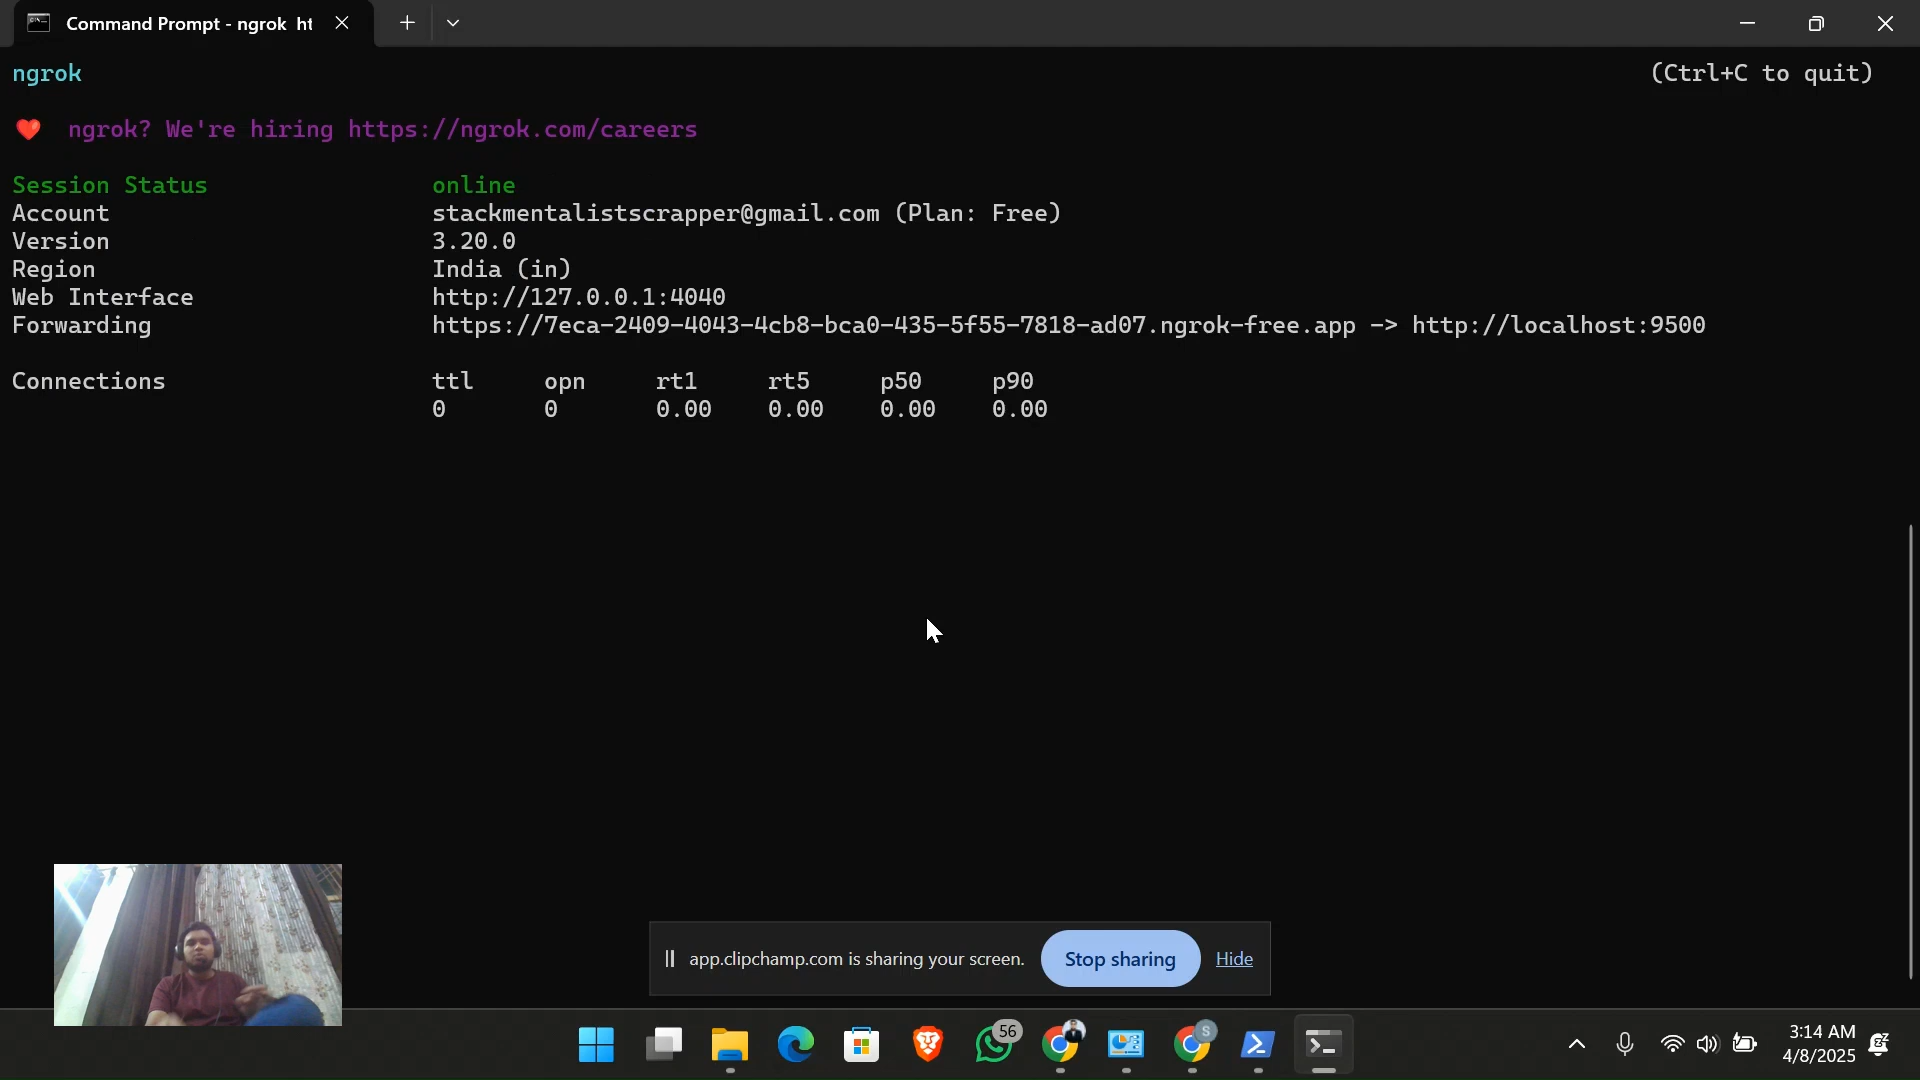 Command Prompt - ngrok ht
ngrok (Ctrl+C to quit)
ngrok? We're hiring https://ngrok.com/careers
Session Status online
Account stackmentalistscrapper@gmail.com (Plan: Free)
Version 3.20.0
Region India (in)
Web Interface http://127.0.0.1:4040
Forwarding https://7eca-2409-4043-4cb8-bca0-435-5f55-7818-ad07.ngrok-free.app -> http://localhost:9500
Connections ttl opn rt1 rt5 p50 p90
0 0 0.00 0.00 0.00 0.00
app.clipchamp.com is sharing your screen. Stop sharing Hide
56
S
3:14 AM
4/8/2025